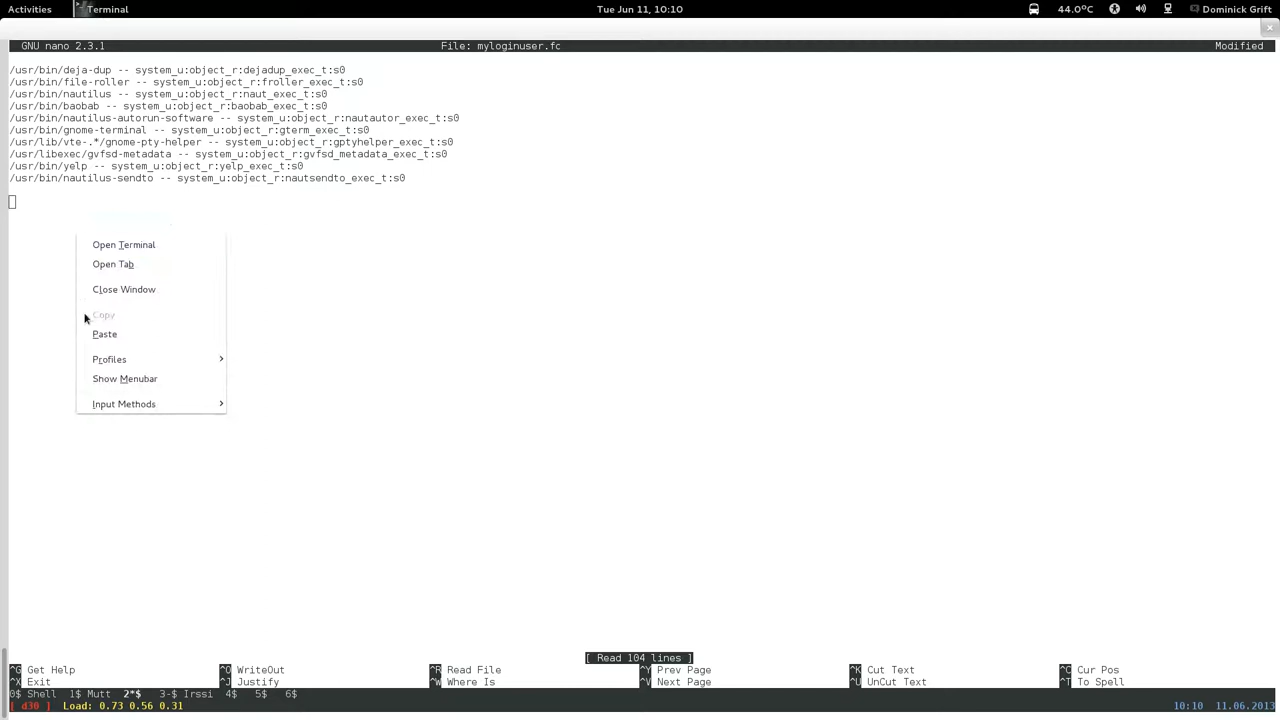 Activities Terminal Tue Jun 11, 10:10 44.0°C Dominick Grift
GNU nano 2.3.1 File: myloginuser.fc Modified
/usr/bin/deja-dup -- system_u:object_r:dejadup_exec_t:s0
/usr/bin/file-roller -- system_u:object_r:froller_exec_t:s0
/usr/bin/nautilus -- system_u:object_r:naut_exec_t:s0
/usr/bin/baobab -- system_u:object_r:baobab_exec_t:s0
/usr/bin/nautilus-autorun-software -- system_u:object_r:nautautor_exec_t:s0
/usr/bin/gnome-terminal -- system_u:object_r:gterm_exec_t:s0
/usr/lib/vte-.*/gnome-pty-helper -- system_u:object_r:gptyhelper_exec_t:s0
/usr/libexec/gvfsd-metadata -- system_u:object_r:gvfsd_metadata_exec_t:s0
/usr/bin/yelp -- system_u:object_r:yelp_exec_t:s0
/usr/bin/nautilus-sendto -- system_u:object_r:nautsendto_exec_t:s0
Open Terminal
Open Tab
Close Window
Copy
Paste
Profiles
Show Menubar
Input Methods
[ Read 104 lines ]
^G Get Help ^O WriteOut ^R Read File ^Y Prev Page ^K Cut Text ^C Cur Pos
^X Exit ^J Justify ^W Where Is ^V Next Page ^U UnCut Text ^T To Spell
0$ Shell 1$ Mutt 2*$ 3-$ Irssi 4$ 5$ 6$
[ d30 ] Load: 0.73 0.56 0.31 10:10 11.06.2013